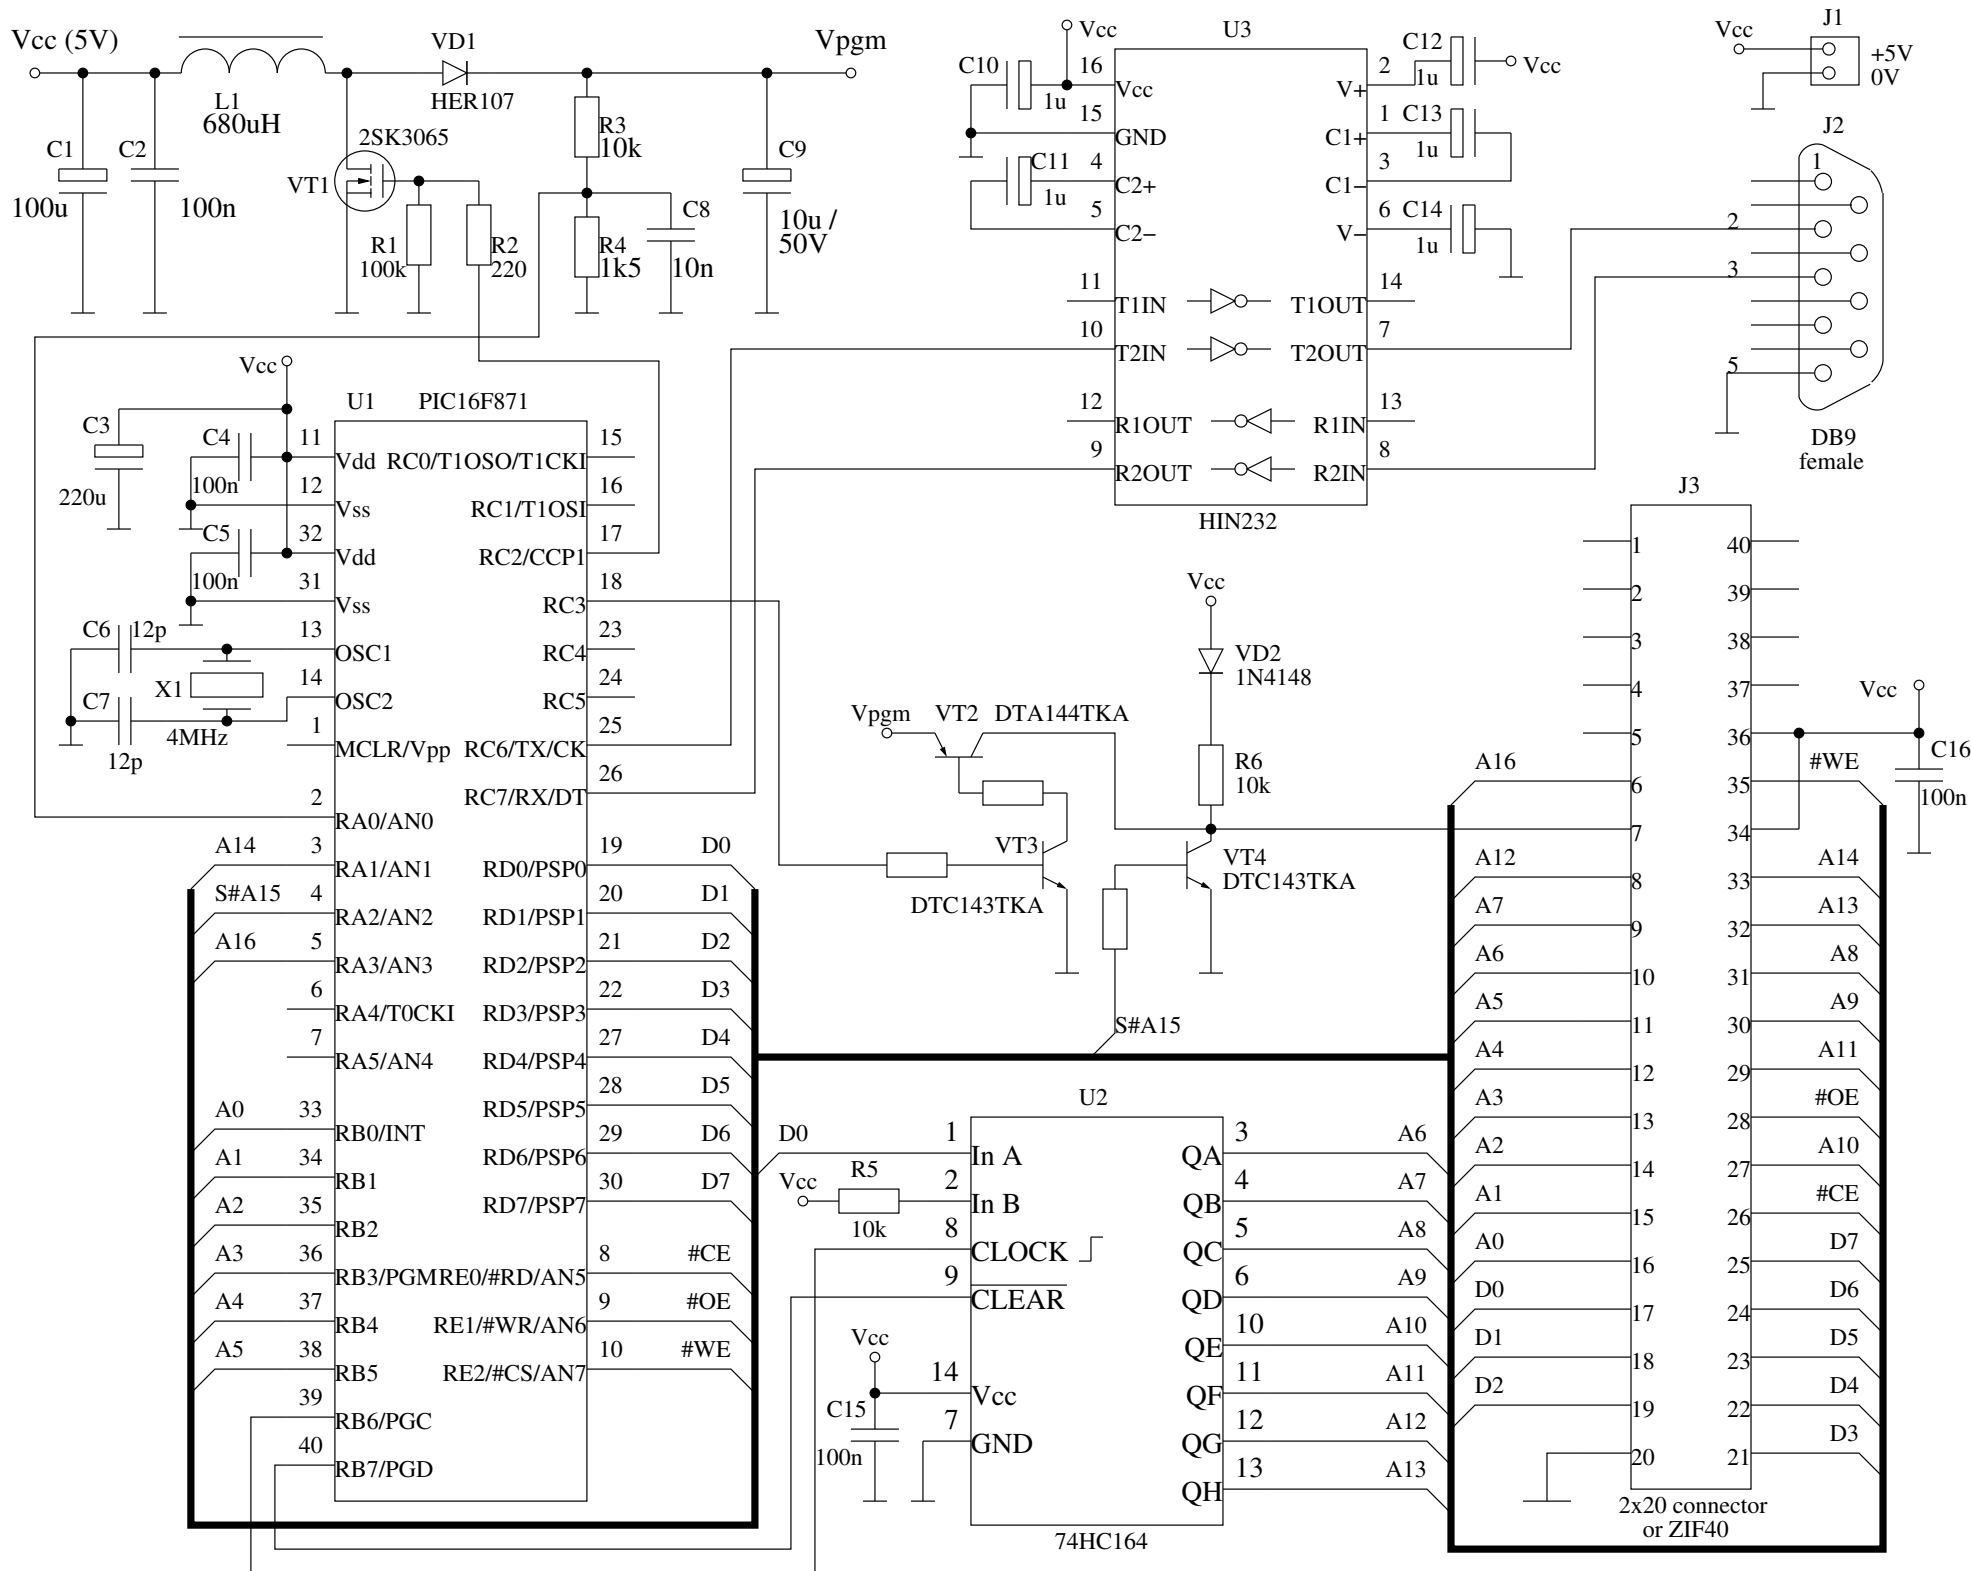 Vcc (5V)
L1
680uH
VD1
HER107
Vpgm
C1
100u
C2
100n
2SK3065
VT1
R1
100k
R2
220
R3
10k
R4
1k5
C8
10n
C9
10u /
50V
U3
Vcc
C10
1u
C11
1u
16
Vcc
15
GND
4
C2+
5
C2−
11
T1IN
10
T2IN
12
R1OUT
9
R2OUT
2
V+
1
C1+
3
C1−
6
V−
14
T1OUT
7
T2OUT
13
R1IN
8
R2IN
HIN232
C12
1u
Vcc
C13
1u
C14
1u
J1
Vcc
+5V
0V
J2
1
2
3
5
DB9
female
Vcc
C3
220u
C4
100n
C5
100n
C6
12p
C7
12p
X1
4MHz
U1
PIC16F871
11
Vdd
12
Vss
32
Vdd
31
Vss
13
OSC1
14
OSC2
1
MCLR/Vpp
2
RA0/AN0
A14
3
RA1/AN1
S#A15
4
RA2/AN2
A16
5
RA3/AN3
6
RA4/T0CKI
7
RA5/AN4
A0
33
RB0/INT
A1
34
RB1
A2
35
RB2
A3
36
RB3/PGM
A4
37
RB4
A5
38
RB5
39
RB6/PGC
40
RB7/PGD
15
RC0/T1OSO/T1CKI
16
RC1/T1OSI
17
RC2/CCP1
18
RC3
23
RC4
24
RC5
25
RC6/TX/CK
26
RC7/RX/DT
19
D0
RD0/PSP0
20
D1
RD1/PSP1
21
D2
RD2/PSP2
22
D3
RD3/PSP3
27
D4
RD4/PSP4
28
D5
RD5/PSP5
29
D6
RD6/PSP6
30
D7
RD7/PSP7
8
#CE
RE0/#RD/AN5
9
#OE
RE1/#WR/AN6
10
#WE
RE2/#CS/AN7
Vcc
VD2
1N4148
Vpgm
VT2
DTA144TKA
R6
10k
VT3
DTC143TKA
VT4
DTC143TKA
S#A15
U2
D0
1
In A
Vcc
R5
10k
2
In B
8
CLOCK
9
CLEAR
Vcc
14
Vcc
C15
100n
7
GND
3
QA
A6
4
QB
A7
5
QC
A8
6
QD
A9
10
QE
A10
11
QF
A11
12
QG
A12
13
QH
A13
74HC164
J3
1
40
2
39
3
38
4
37
5
36
Vcc
C16
100n
A16
6
35
#WE
7
34
A12
8
33
A14
A7
9
32
A13
A6
10
31
A8
A5
11
30
A9
A4
12
29
A11
A3
13
28
#OE
A2
14
27
A10
A1
15
26
#CE
A0
16
25
D7
D0
17
24
D6
D1
18
23
D5
D2
19
22
D4
20
21
D3
2x20 connector
or ZIF40